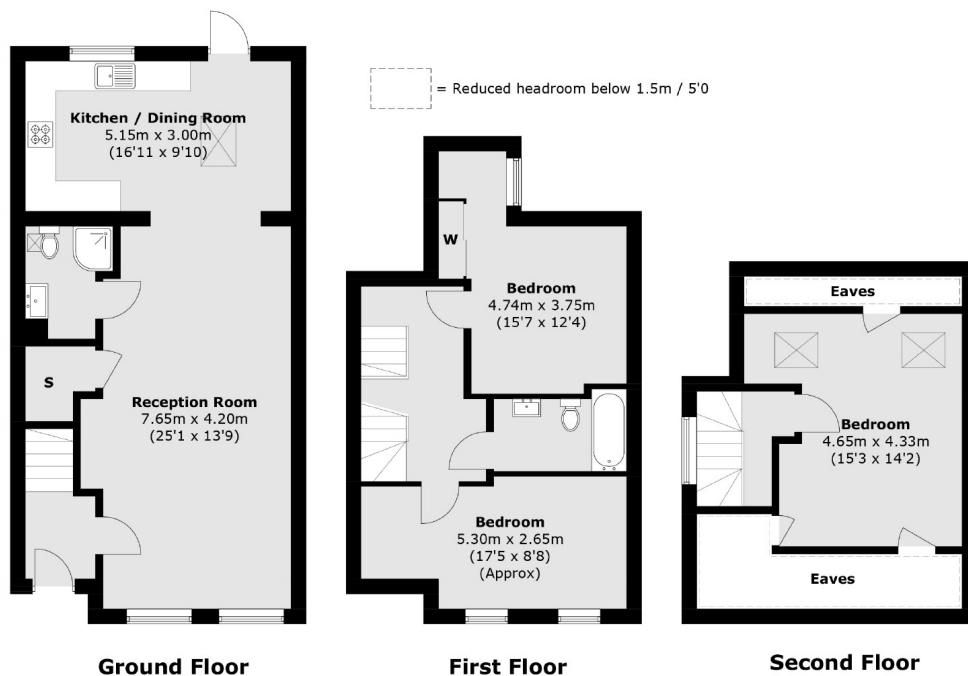 = Reduced headroom below 1.5m / 5'0
Kitchen / Dining Room
5.15m x 3.00m
(16'11 x 9'10)
S
Reception Room
7.65m x 4.20m
(25'1 x 13'9)
Ground Floor
W
Bedroom
4.74m x 3.75m
(15'7 x 12'4)
Bedroom
5.30m x 2.65m
(17'5 x 8'8)
(Approx)
First Floor
Eaves
Bedroom
4.65m x 4.33m
(15'3 x 14'2)
Eaves
Second Floor